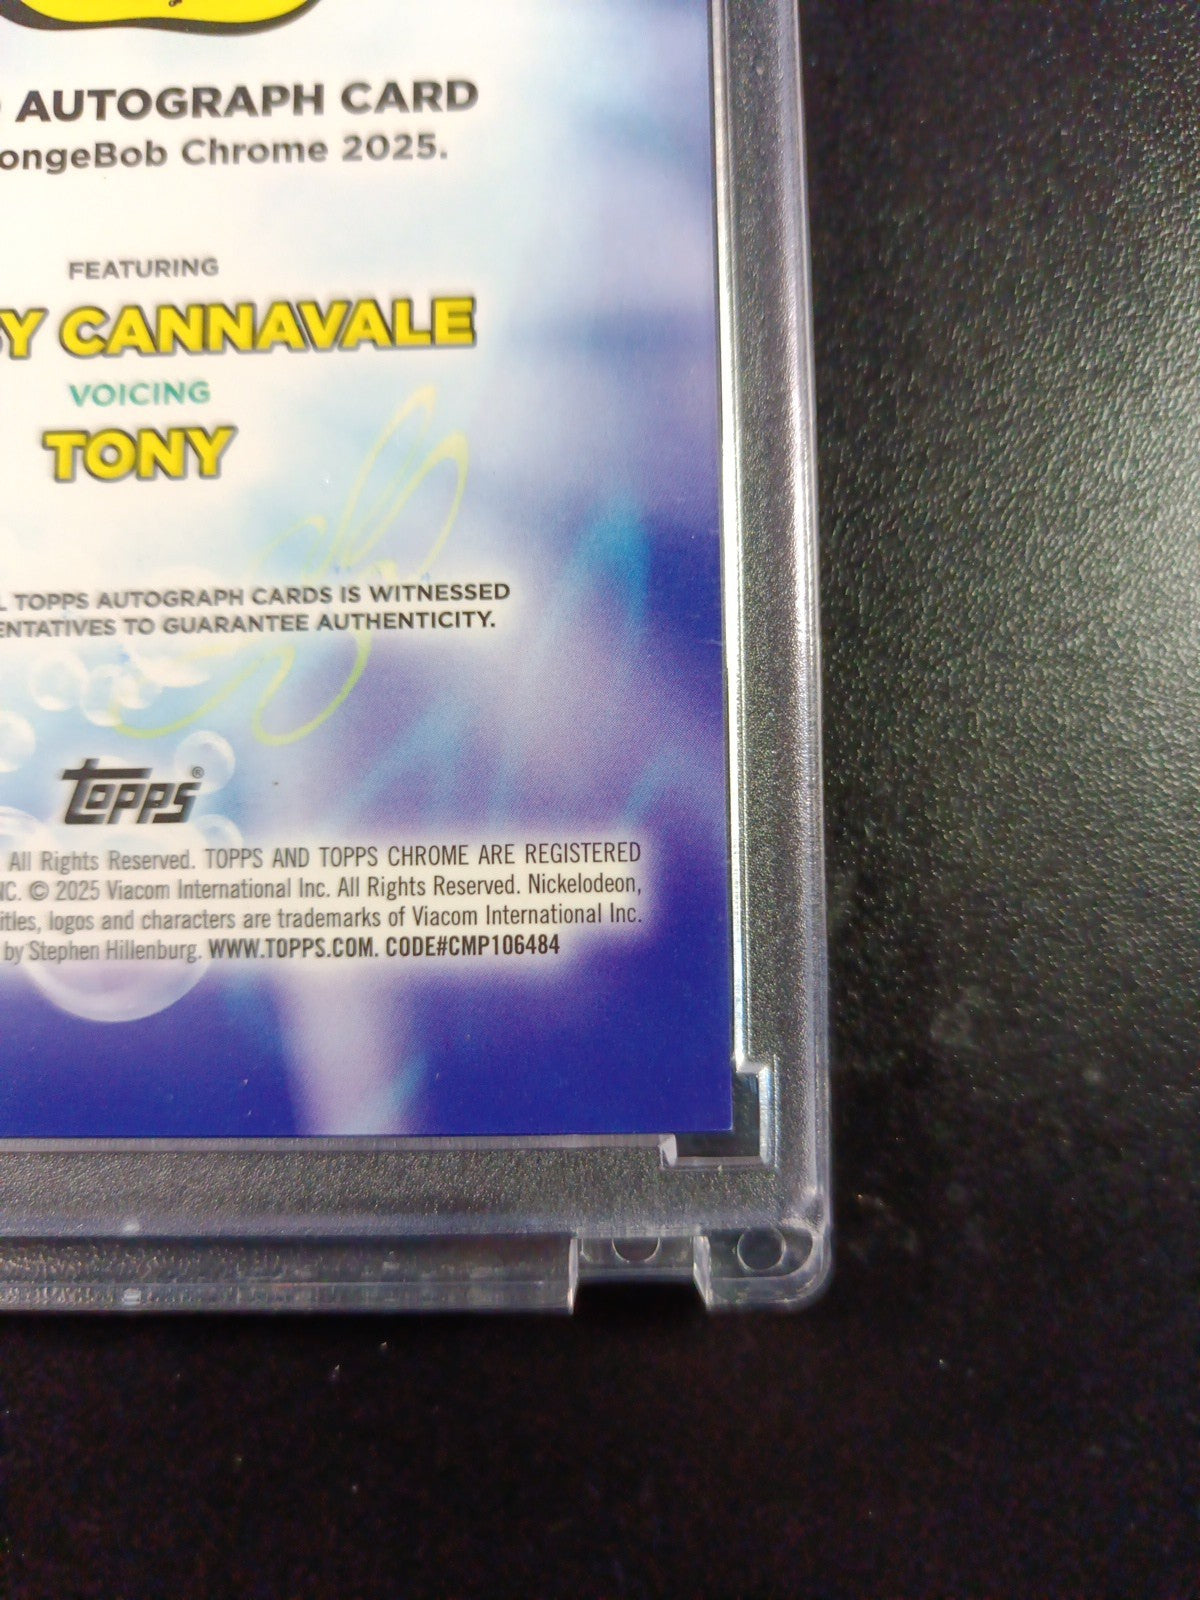 AUTOGRAPH CARD
ongeBob Chrome 2025.
FEATURING
Y CANNAVALE
VOICING
TONY
TOPPS AUTOGRAPH CARDS IS WITNESSED
ENTATIVES TO GUARANTEE AUTHENTICITY.
TOPPS®
All Rights Reserved. TOPPS AND TOPPS CHROME ARE REGISTERED
NC. © 2025 Viacom International Inc. All Rights Reserved. Nickelodeon,
itles, logos and characters are trademarks of Viacom International Inc.
by Stephen Hillenburg. WWW.TOPPS.COM. CODE#CMP106484